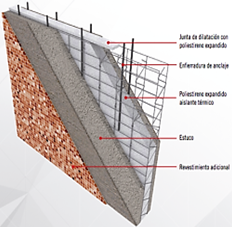 Junta de dilatación con
poliestireno expandido
Enfierradura de anclaje
Poliestireno expandido
aislante térmico
Estuco
Revestimiento adicional